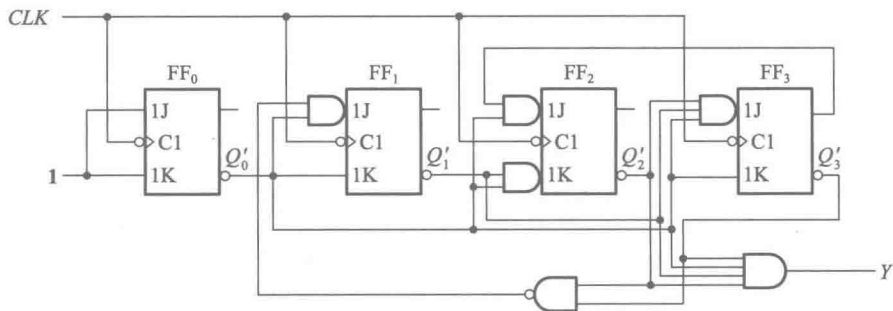 CLK
FF₀ FF₁ FF₂ FF₃
1J 1J 1J 1J
C1 C1 C1 C1
Q′₀ Q′₁ Q′₂ Q′₃
1 1K 1K 1K 1K
Y